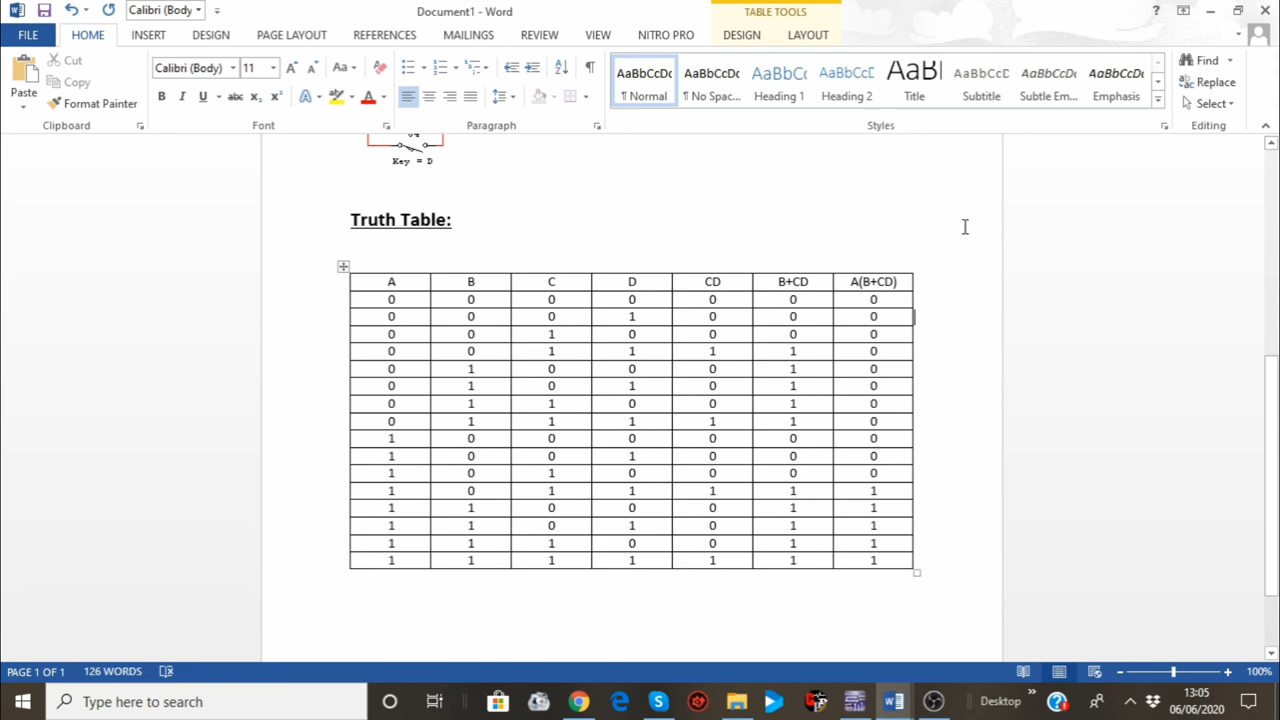 Calibri (Body
Document1 - Word
TABLE TOOLS
?
FILE HOME INSERT DESIGN PAGE LAYOUT REFERENCES MAILINGS REVIEW VIEW NITRO PRO DESIGN LAYOUT
Cut
Copy
Format Painter
Paste
Clipboard
Calibri (Body) 11
Font
Paragraph
AaBbCcDc AaBbCcDc AaBbCc AaBbCcC AaBl AaBbCcD AaBbCcDc AaBbCcDc
¶ Normal ¶ No Spac... Heading 1 Heading 2 Title Subtitle Subtle Em... Emphasis
Styles
Find
Replace
Select
Editing
Key = D
Truth Table:
A B C D CD B+CD A(B+CD)
0 0 0 0 0 0 0
0 0 0 1 0 0 0
0 0 1 0 0 0 0
0 0 1 1 1 1 0
0 1 0 0 0 1 0
0 1 0 1 0 1 0
0 1 1 0 0 1 0
0 1 1 1 1 1 0
1 0 0 0 0 0 0
1 0 0 1 0 0 0
1 0 1 0 0 0 0
1 0 1 1 1 1 1
1 1 0 0 0 1 1
1 1 0 1 0 1 1
1 1 1 0 0 1 1
1 1 1 1 1 1 1
PAGE 1 OF 1 126 WORDS
100%
Type here to search
Desktop
13:05
06/06/2020